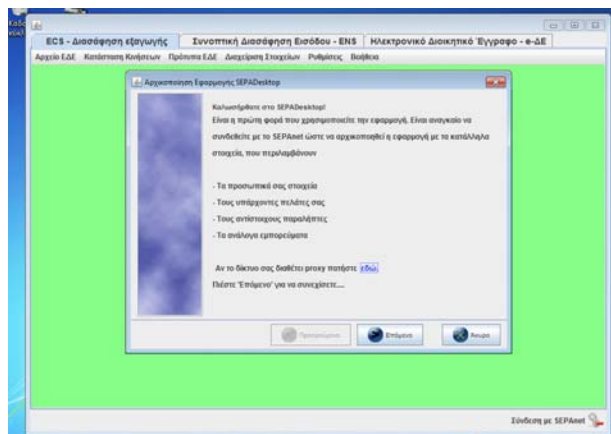 ECS - Διασάφηση εξαγωγής
Συνοπτική Διασάφηση Εισόδου - ENS
Ηλεκτρονικό Διοικητικό Έγγραφο - e-ΔΕ
Αρχείο ΕΔΕ Κατάσταση Κινήσεων Πρότυπα ΕΔΕ Διαχείριση Στοιχείων Ρυθμίσεις Βοήθεια
Αρχικοποίηση Εφαρμογής SEPADesktop
Καλωσήρθατε στο SEPADesktop!
Είναι η πρώτη φορά που χρησιμοποιείτε την εφαρμογή. Είναι αναγκαίο να
συνδεθείτε με το SEPAnet ώστε να αρχικοποιηθεί η εφαρμογή με τα κατάλληλα
στοιχεία, που περιλαμβάνουν
- Τα προσωπικά σας στοιχεία
- Τους υπάρχοντες πελάτες σας
- Τους αντίστοιχους παραλήπτες
- Τα ανάλογα εμπορεύματα
Αν το δίκτυο σας διαθέτει proxy πατήστε εδώ.
Πιέστε 'Επόμενο' για να συνεχίσετε....
Προηγούμενο Επόμενο Άκυρο
Σύνδεση με SEPAnet